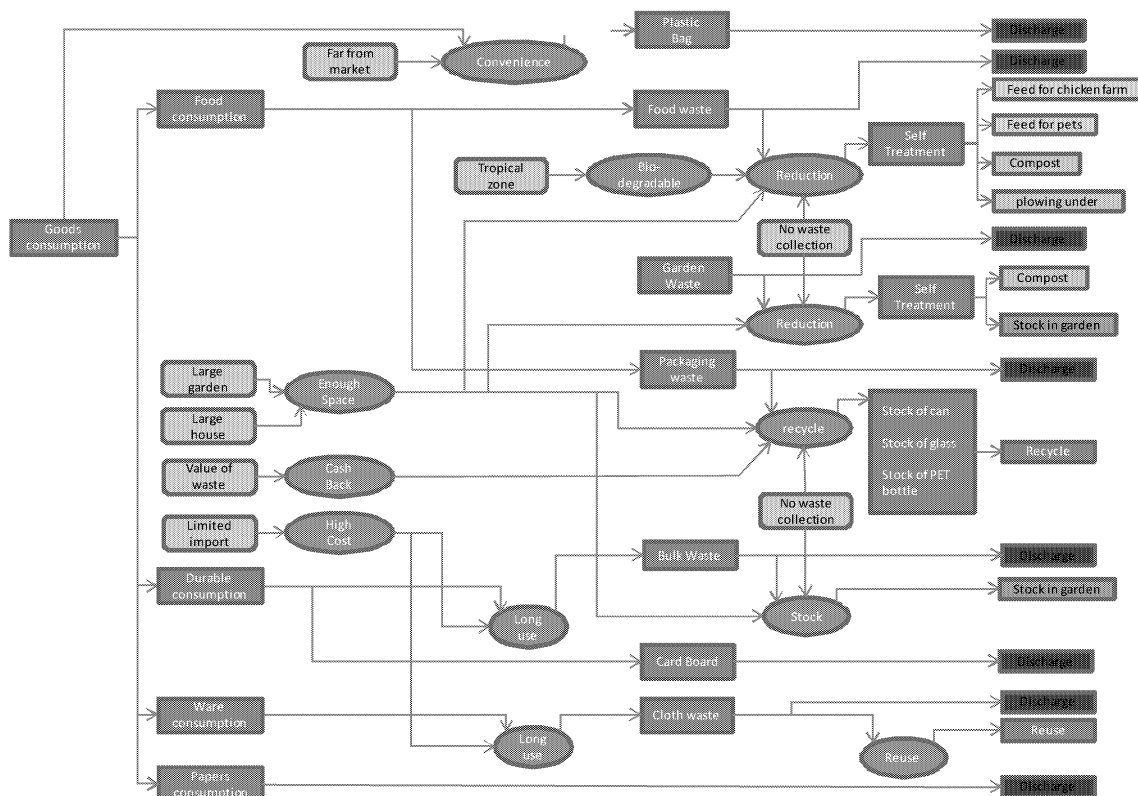 Plastic
Bag
Discharge
Far from
market
Convenience
Discharge
Food
consumption
Food waste
Feed for chicken farm
Self
Treatment
Feed for pets
Tropical
zone
Bio-
degradable
Reduction
Compost
plowing under
Goods
consumption
No waste
collection
Discharge
Garden
Waste
Self
Treatment
Compost
Reduction
Stock in garden
Large
garden
Enough
Space
Packaging
waste
Discharge
Large
house
recycle
Stock of can
Stock of glass
Stock of PET
bottle
Recycle
Value of
waste
Cash
Back
No waste
collection
Limited
import
High
Cost
Bulk Waste
Discharge
Durable
consumption
Stock in garden
Long
use
Stock
Card Board
Discharge
Ware
consumption
Cloth waste
Discharge
Long
use
Reuse
Reuse
Papers
consumption
Discharge